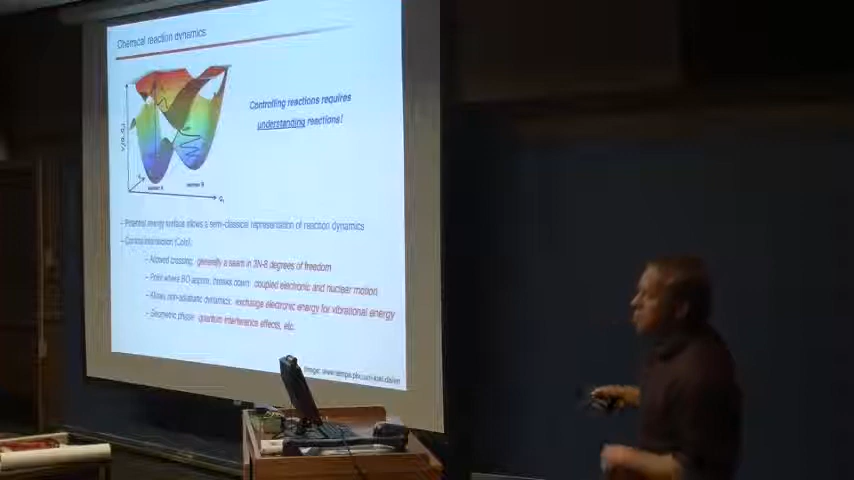 Chemical reaction dynamics
Controlling reactions requires
understanding reactions!
– Potential energy surface allows a semi-classical representation of reaction dynamics
– Conical intersection (CoIn):
– Allowed crossing: generally a seam in 3N-8 degrees of freedom
– Point where BO approx. breaks down: coupled electronic and nuclear motion
– Allows non-adiabatic dynamics: exchange electronic energy for vibrational energy
– Geometric phase: quantum interference effects, etc.